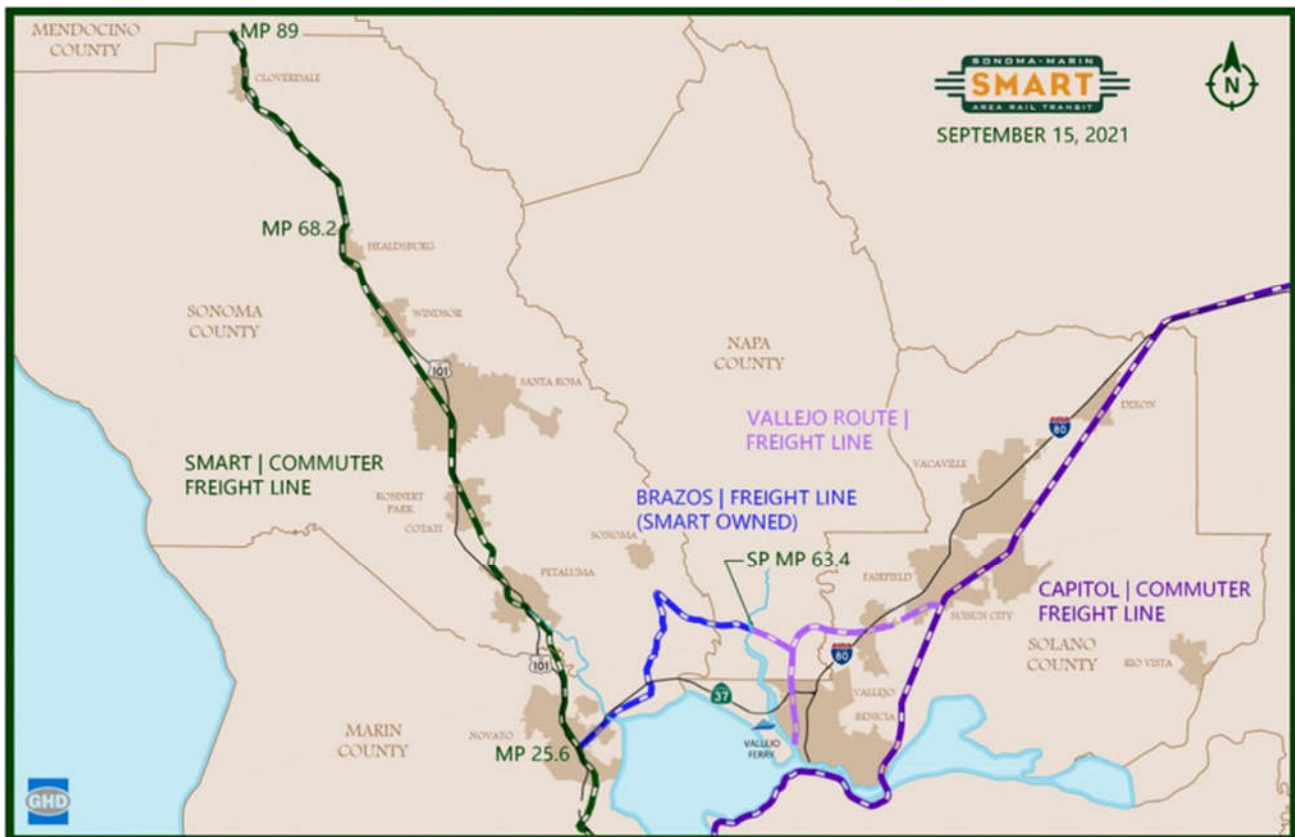 MENDOCINO
COUNTY
MP 89
CLOVERDALE
SONOMA-MARIN
SMART
AREA RAIL TRANSIT
N
SEPTEMBER 15, 2021
MP 68.2
HEALDSBURG
SONOMA
COUNTY
WINDSOR
101
SANTA ROSA
NAPA
COUNTY
DIXON
80
VALLEJO ROUTE |
FREIGHT LINE
VACAVILLE
SMART | COMMUTER
FREIGHT LINE
ROHNERT
PARK
COTATI
BRAZOS | FREIGHT LINE
(SMART OWNED)
SONOMA
SP MP 63.4
PETALUMA
FAIRFIELD
SUISUN CITY
CAPITOL | COMMUTER
FREIGHT LINE
SOLANO
COUNTY
RIO VISTA
101
80
37
VALLEJO
BENICIA
MARIN
COUNTY
NOVATO
MP 25.6
VALLEJO
FERRY
GHD